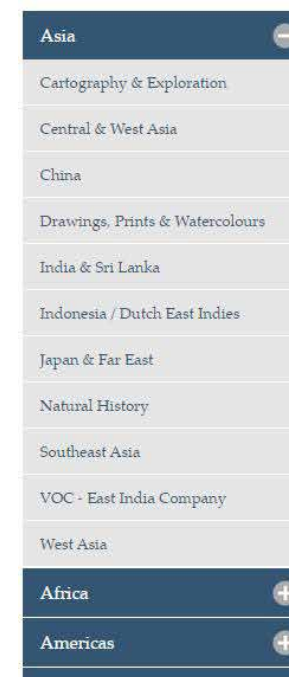 Asia
Cartography & Exploration
Central & West Asia
China
Drawings, Prints & Watercolours
India & Sri Lanka
Indonesia / Dutch East Indies
Japan & Far East
Natural History
Southeast Asia
VOC - East India Company
West Asia
Africa
Americas